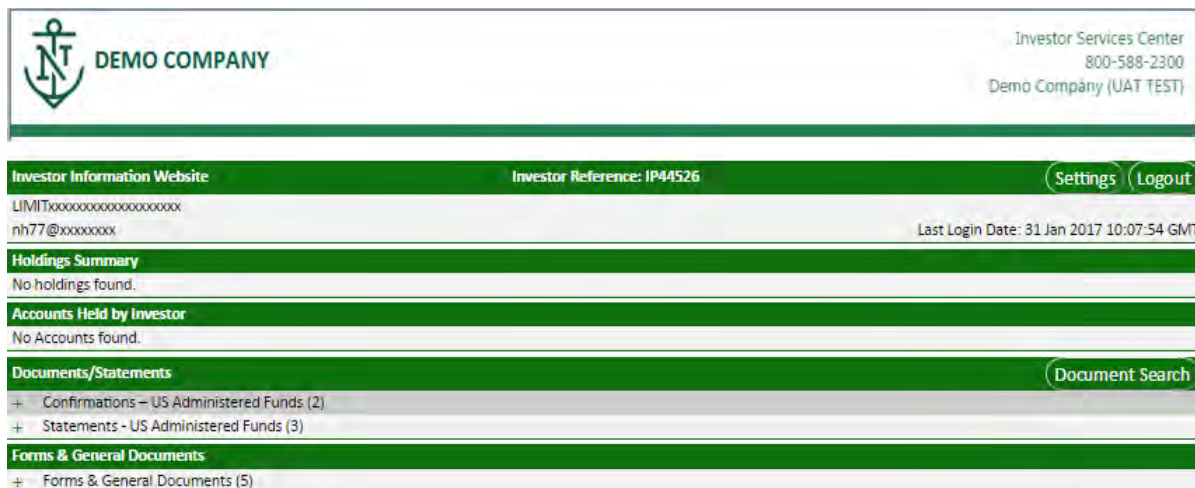 NT
DEMO COMPANY
Investor Services Center
800-588-2300
Demo Company (UAT TEST)
Investor Information Website Investor Reference: IP44526 Settings Logout
LIMITxxxxxxxxxxxxxxxxxxx
nh77@xxxxxxxx Last Login Date: 31 Jan 2017 10:07:54 GMT
Holdings Summary
No holdings found.
Accounts Held by Investor
No Accounts found.
Documents/Statements Document Search
+ Confirmations – US Administered Funds (2)
+ Statements - US Administered Funds (3)
Forms & General Documents
+ Forms & General Documents (5)